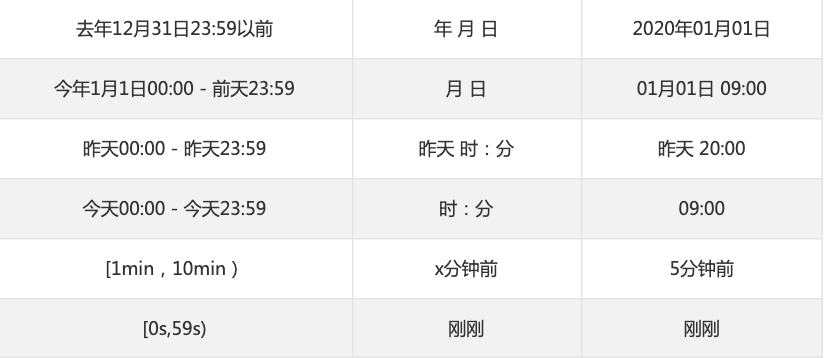 去年12月31日23:59以前 年 月 日 2020年01月01日
今年1月1日00:00 - 前天23:59 月 日 01月01日 09:00
昨天00:00 - 昨天23:59 昨天 时：分 昨天 20:00
今天00:00 - 今天23:59 时：分 09:00
[1min，10min） x分钟前 5分钟前
[0s,59s) 刚刚 刚刚